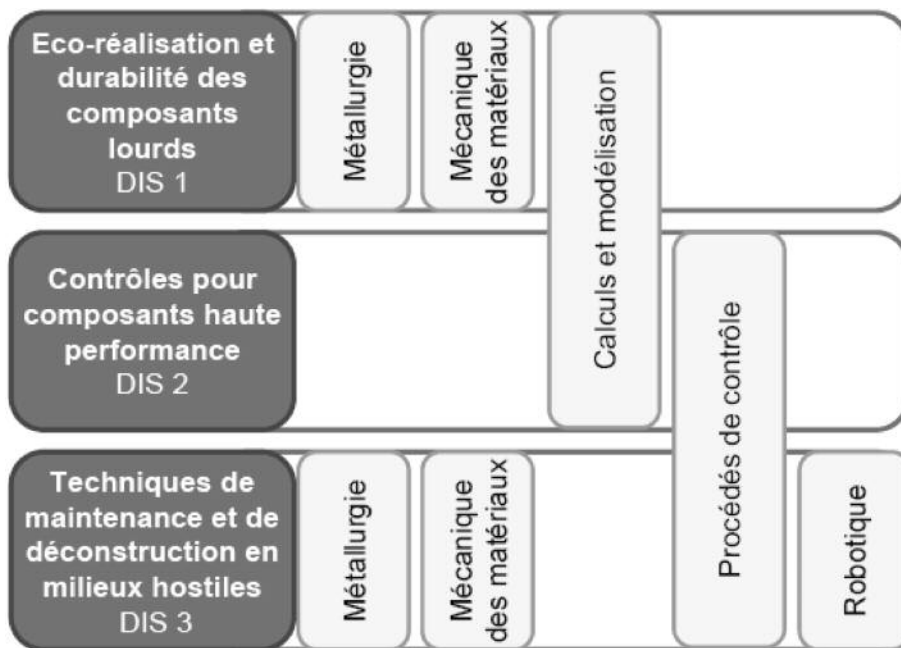 Eco-réalisation et
durabilité des
composants
lourds
DIS 1
Métallurgie
Mécanique
des matériaux
Calculs et modélisation
Contrôles pour
composants haute
performance
DIS 2
Procédés de contrôle
Techniques de
maintenance et de
déconstruction en
milieux hostiles
DIS 3
Métallurgie
Mécanique
des matériaux
Robotique